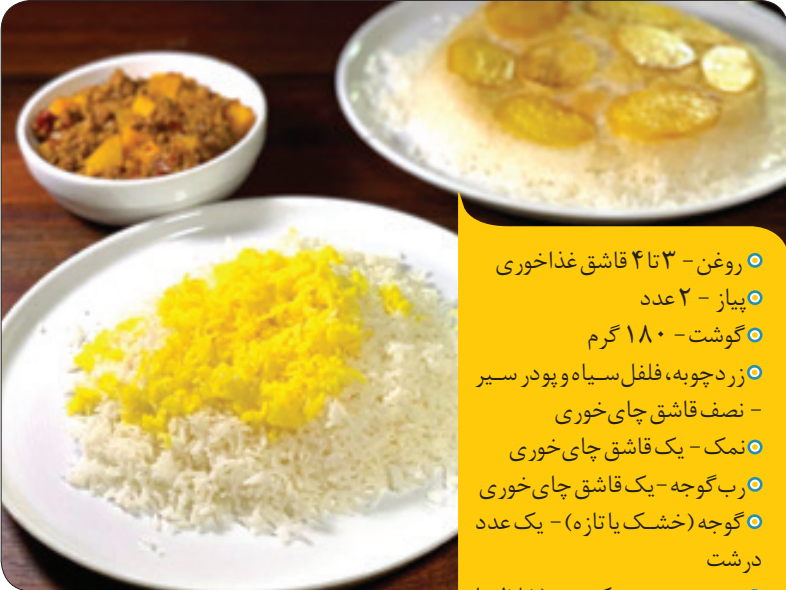 روغن - ۳ تا ۴ قاشق غذاخوری
پیاز - ۲ عدد
گوشت - ۱۸۰ گرم
زردچوبه، فلفل سیاه و پودر سیر
- نصف قاشق چای‌خوری
نمک - یک قاشق چای‌خوری
رب گوجه - یک قاشق چای‌خوری
گوجه (خشک یا تازه) - یک عدد
درشت